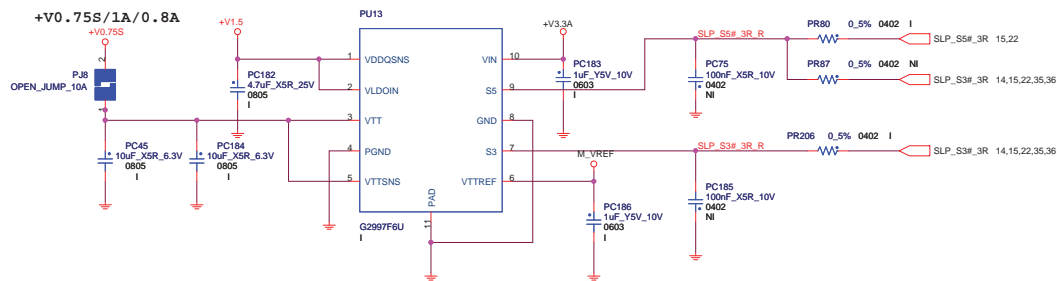 +V0.75S/1A/0.8A
+V0.75S
2
PJ8
OPEN_JUMP_10A
1
PC45
10uF_X5R_6.3V
0805
I
PC184
10uF_X5R_6.3V
0805
I
+V1.5
PC182
4.7uF_X5R_25V
0805
I
PU13
1 VDDQSNS
2 VLDOIN
3 VTT
4 PGND
5 VTTSNS
VIN 10
S5 9
GND 8
S3 7
VTTREF 6
PAD
11
G2997F6U
I
+V3.3A
PC183
1uF_Y5V_10V
0603
I
M_VREF
PC186
1uF_Y5V_10V
0603
I
SLP_S5#_3R_R
PC75
100nF_X5R_10V
0402
NI
PR80 0_5% 0402 I
SLP_S5#_3R 15,22
PR87 0_5% 0402 NI
SLP_S3#_3R 14,15,22,35,36
SLP_S3#_3R_R
PR206 0_5% 0402 I
SLP_S3#_3R 14,15,22,35,36
PC185
100nF_X5R_10V
0402
NI